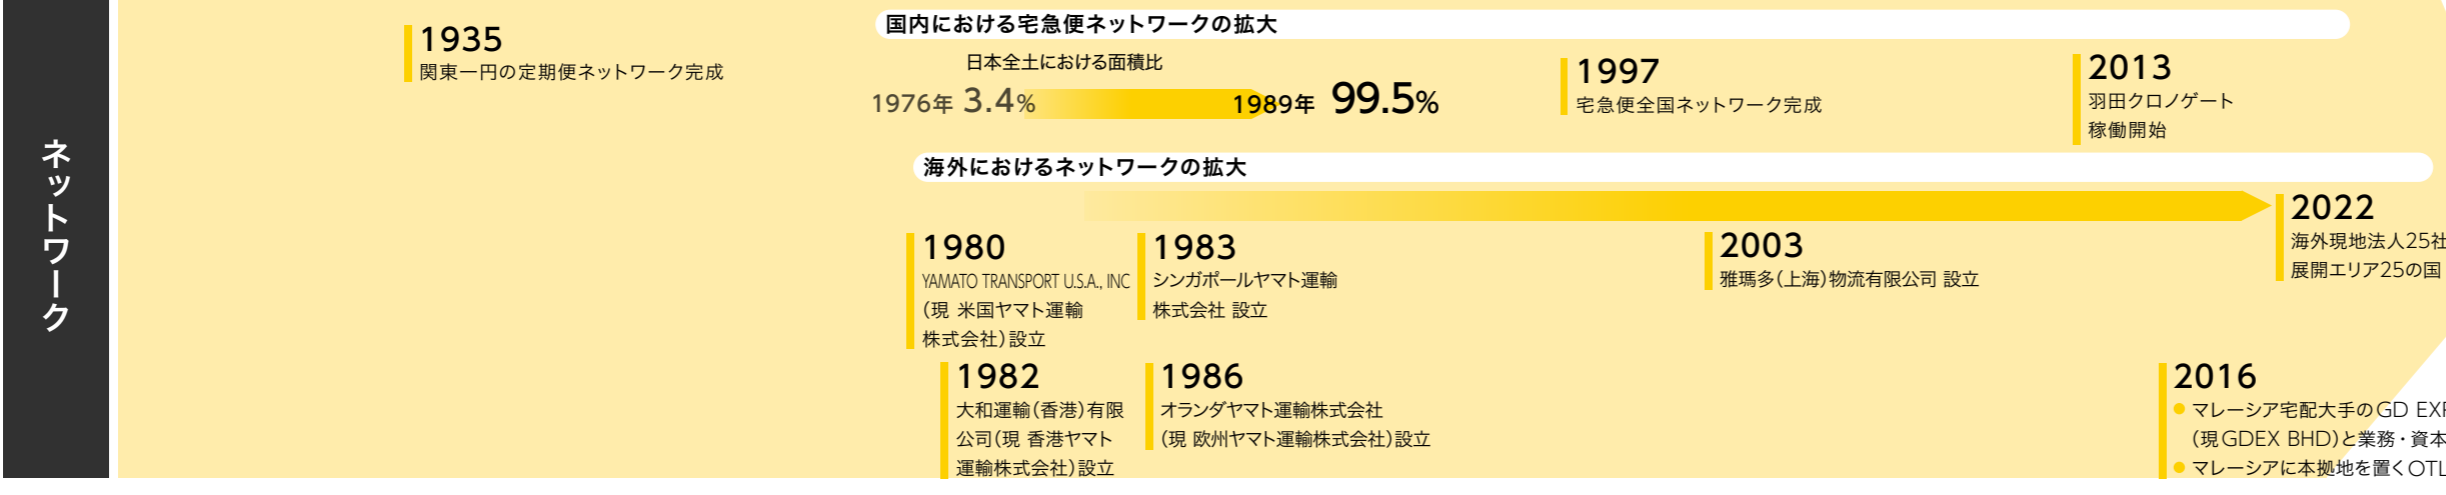 ネットワーク
1935
関東一円の定期便ネットワーク完成
国内における宅急便ネットワークの拡大
日本全土における面積比
1976年 3.4% 1989年 99.5%
1997
宅急便全国ネットワーク完成
2013
羽田クロノゲート
稼働開始
海外におけるネットワークの拡大
1980
YAMATO TRANSPORT U.S.A., INC
(現 米国ヤマト運輸
株式会社)設立
1982
大和運輸(香港)有限
公司(現 香港ヤマト
運輸株式会社)設立
1983
シンガポールヤマト運輸
株式会社 設立
1986
オランダヤマト運輸株式会社
(現 欧州ヤマト運輸株式会社)設立
2003
雅瑪多(上海)物流有限公司 設立
2022
海外現地法人25社
展開エリア25の国
2016
● マレーシア宅配大手のGD EXP
(現GDEX BHD)と業務・資本
● マレーシアに本拠地を置くOTL